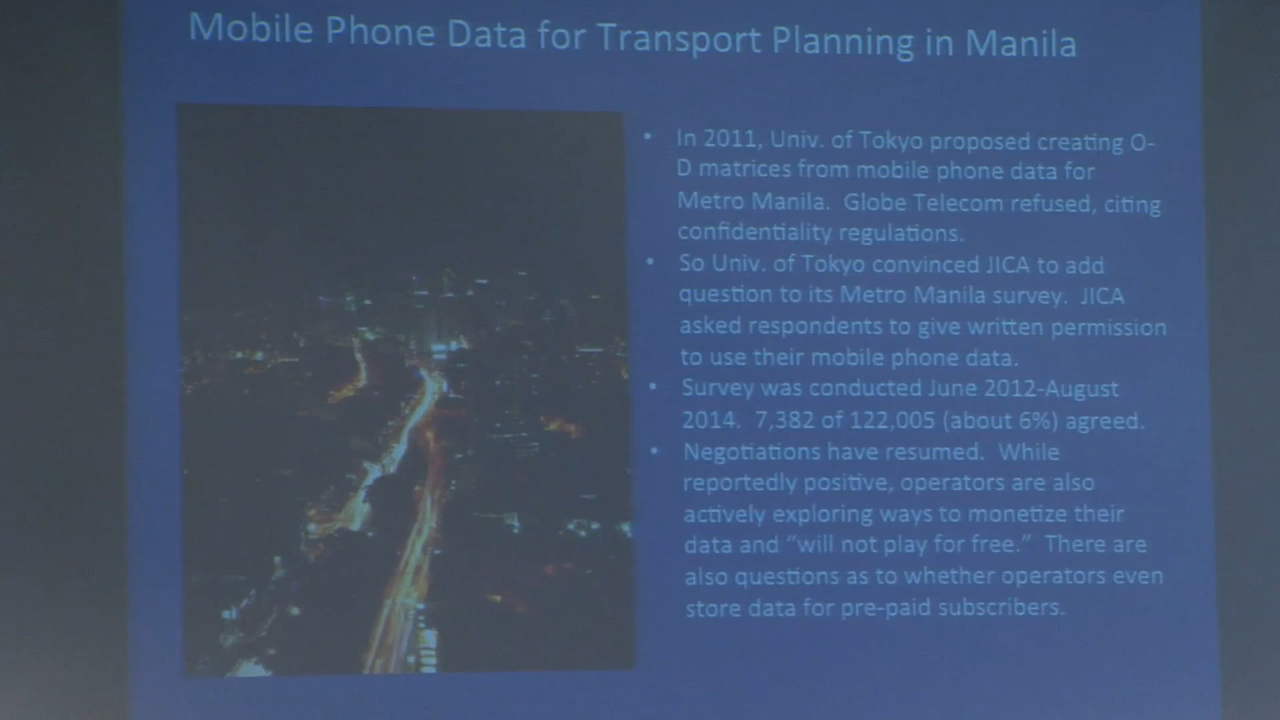 Mobile Phone Data for Transport Planning in Manila
• In 2011, Univ. of Tokyo proposed creating O-
D matrices from mobile phone data for
Metro Manila. Globe Telecom refused, citing
confidentiality regulations.
• So Univ. of Tokyo convinced JICA to add
question to its Metro Manila survey. JICA
asked respondents to give written permission
to use their mobile phone data.
• Survey was conducted June 2012-August
2014. 7,382 of 122,005 (about 6%) agreed.
• Negotiations have resumed. While
reportedly positive, operators are also
actively exploring ways to monetize their
data and “will not play for free.” There are
also questions as to whether operators even
store data for pre-paid subscribers.